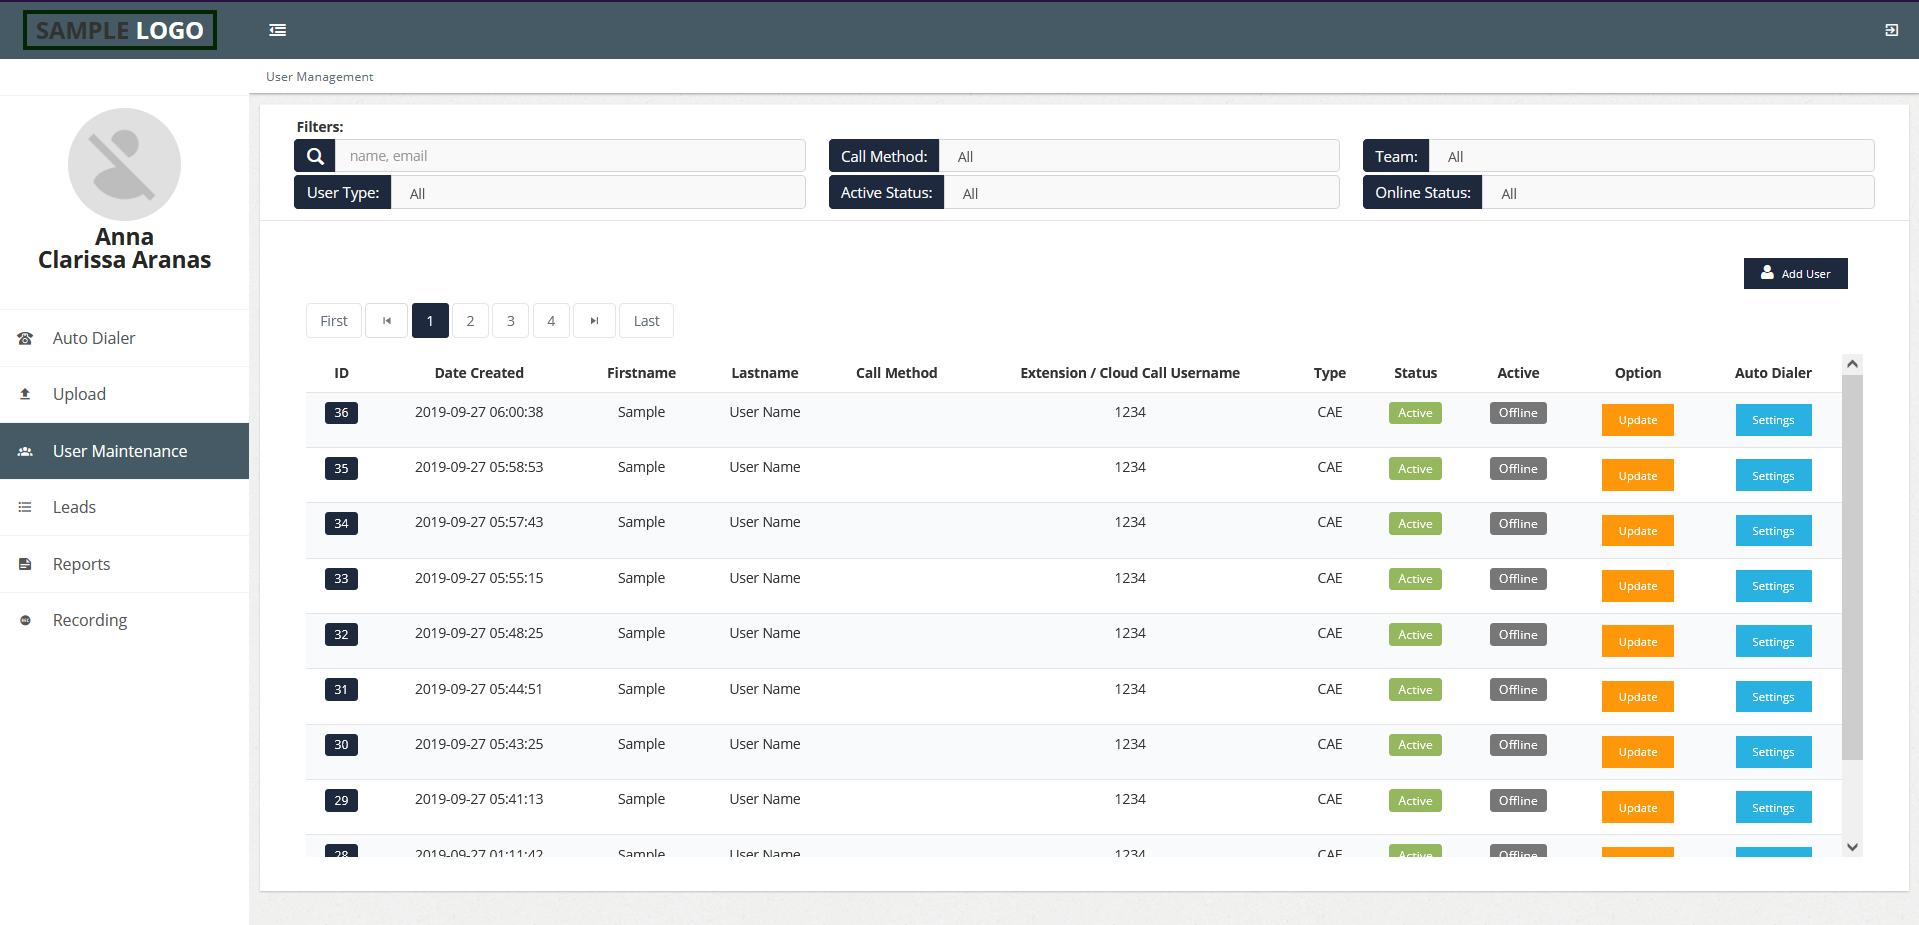 SAMPLE LOGO
User Management
Anna
Clarissa Aranas
Auto Dialer
Upload
User Maintenance
Leads
Reports
Recording
Filters:
name, email
Call Method: All
Team: All
User Type: All
Active Status: All
Online Status: All
Add User
First 1 2 3 4 Last
ID Date Created Firstname Lastname Call Method Extension / Cloud Call Username Type Status Active Option Auto Dialer
36 2019-09-27 06:00:38 Sample User Name 1234 CAE Active Offline Update Settings
35 2019-09-27 05:58:53 Sample User Name 1234 CAE Active Offline Update Settings
34 2019-09-27 05:57:43 Sample User Name 1234 CAE Active Offline Update Settings
33 2019-09-27 05:55:15 Sample User Name 1234 CAE Active Offline Update Settings
32 2019-09-27 05:48:25 Sample User Name 1234 CAE Active Offline Update Settings
31 2019-09-27 05:44:51 Sample User Name 1234 CAE Active Offline Update Settings
30 2019-09-27 05:43:25 Sample User Name 1234 CAE Active Offline Update Settings
29 2019-09-27 05:41:13 Sample User Name 1234 CAE Active Offline Update Settings
28 2019-09-27 01:11:42 Sample User Name 1234 CAE Active Offline